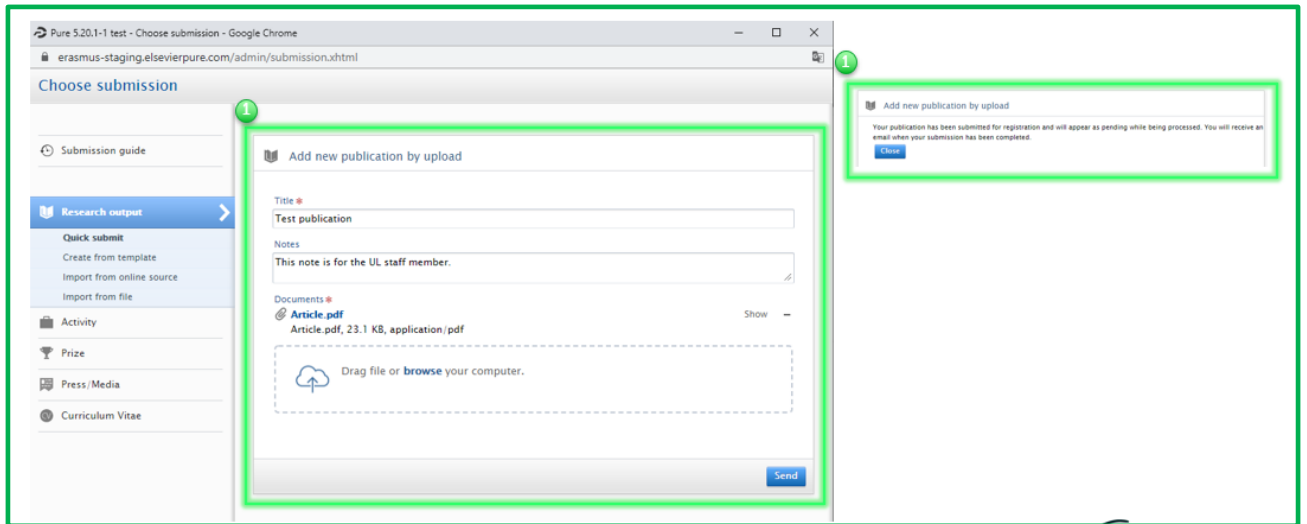 Pure 5.20.1-1 test - Choose submission - Google Chrome
erasmus-staging.elsevierpure.com/admin/submission.xhtml
Choose submission
Submission guide
Research output
Quick submit
Create from template
Import from online source
Import from file
Activity
Prize
Press/Media
Curriculum Vitae
1
Add new publication by upload
Title *
Test publication
Notes
This note is for the UL staff member.
Documents *
Article.pdf
Show –
Article.pdf, 23.1 KB, application/pdf
Drag file or browse your computer.
Send
1
Add new publication by upload
Your publication has been submitted for registration and will appear as pending while being processed. You will receive an
email when your submission has been completed.
Close